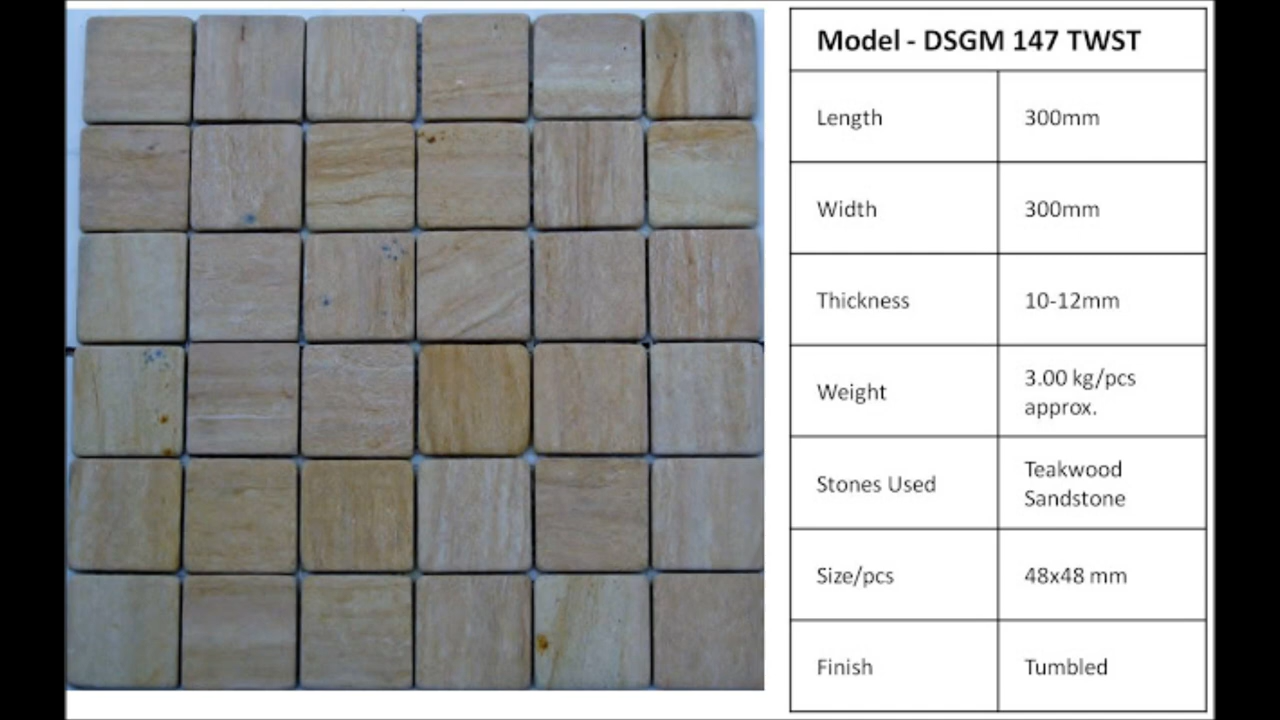 Model - DSGM 147 TWST
Length 300mm
Width 300mm
Thickness 10-12mm
Weight 3.00 kg/pcs
approx.
Stones Used Teakwood
Sandstone
Size/pcs 48x48 mm
Finish Tumbled